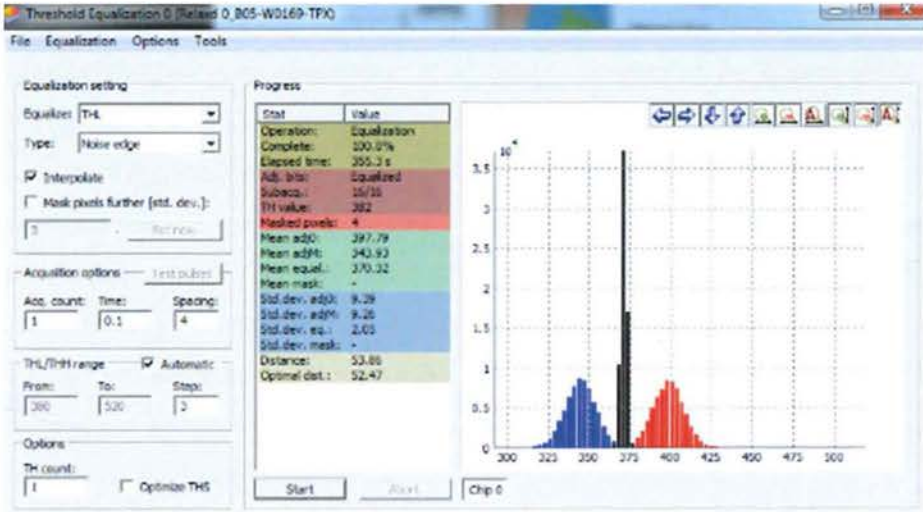 Threshold Equalization 0 (Relaxd 0_B05-W0169-TPX)
File Equalization Options Tools
Equalization setting
Equalize: THL
Type: Noise edge
Interpolate
Mask pixels further [std. dev.]:
3
Acquisition options
Test pulses
Acq. count: Time: Spacing:
1 0.1 4
THL/THH range Automatic
From: To: Step:
380 520 3
Options
TH count:
1 Optimize THS
Progress
Stat Value
Operation: Equalization
Complete: 100.0%
Elapsed time: 355.3 s
Adj. bits: Equalized
Subacq.: 16/16
TH value: 382
Masked pixels: 4
Mean adj0: 397.79
Mean adjM: 343.93
Mean equal.: 370.32
Mean mask: -
Std.dev. adj0: 9.39
Std.dev. adjM: 9.26
Std.dev. eq.: 2.05
Std.dev. mask: -
Distance: 53.86
Optimal dist.: 52.47
Start Abort Chip 0
10^4
3.5
3
2.5
2
1.5
1
0.5
0
300 325 350 375 400 425 450 475 500